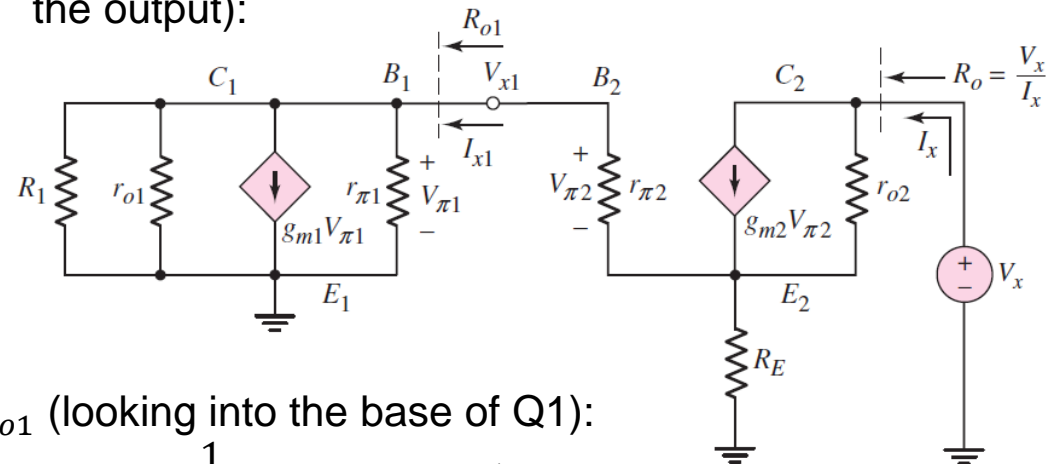 the output):
R_{o1}
C_1 B_1 V_{x1} B_2 C_2 R_o = \frac{V_x}{I_x}
I_{x1} I_x
R_1 r_{o1} r_{π1} + V_{π1} − + V_{π2} − r_{π2} r_{o2}
g_{m1}V_{π1} g_{m2}V_{π2}
+ − V_x
E_1 E_2
R_E
_{o1} (looking into the base of Q1):
1